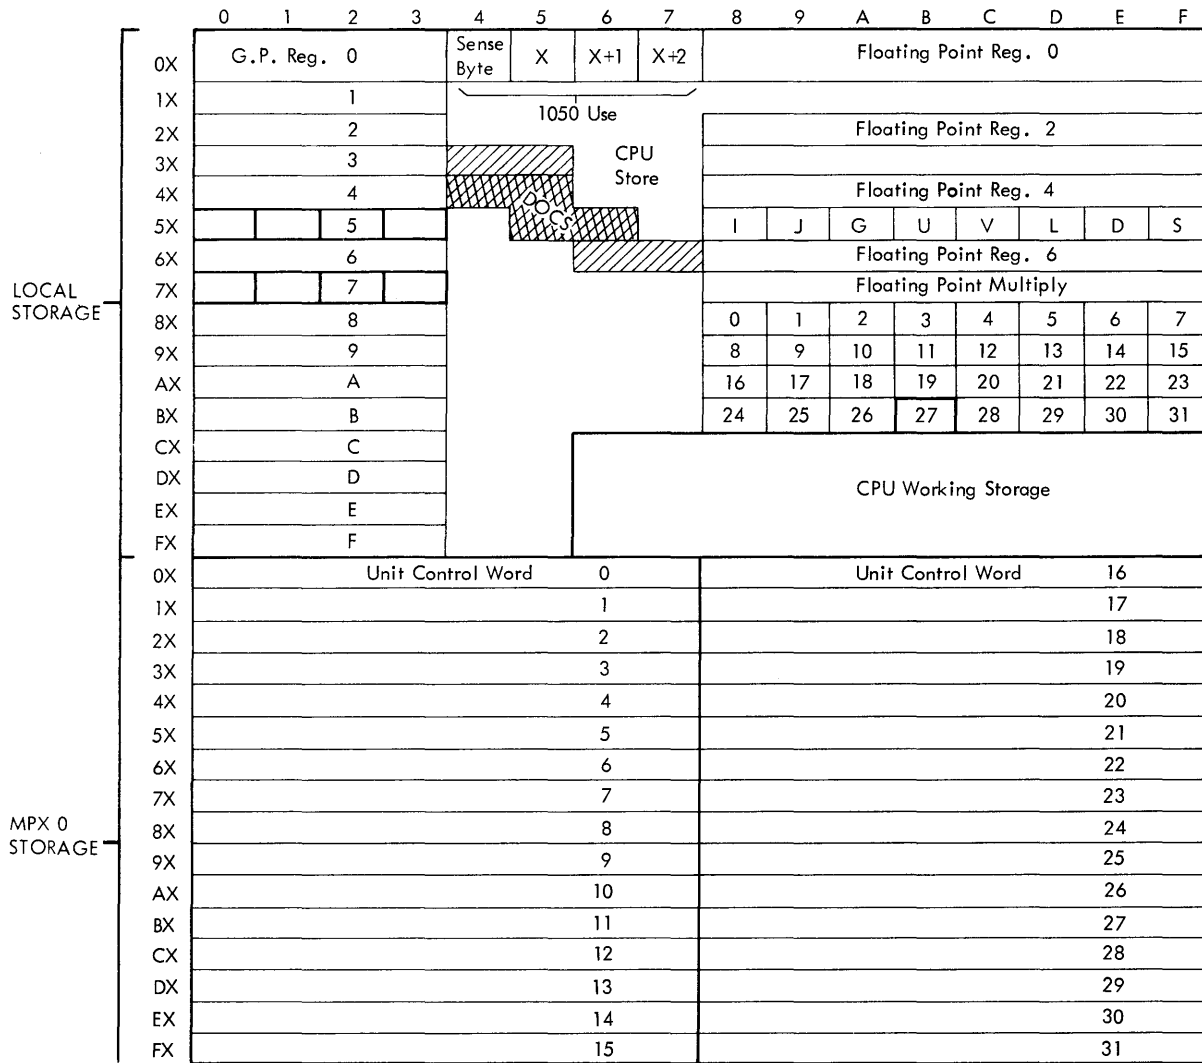 0 1 2 3 4 5 6 7 8 9 A B C D E F
0X G.P. Reg. 0 Sense Byte X X+1 X+2 Floating Point Reg. 0
1X 1
1050 Use
2X 2 Floating Point Reg. 2
3X 3 CPU Store
4X 4 Floating Point Reg. 4
DOCS
5X 5 I J G U V L D S
6X 6 Floating Point Reg. 6
LOCAL STORAGE
7X 7 Floating Point Multiply
8X 8 0 1 2 3 4 5 6 7
9X 9 8 9 10 11 12 13 14 15
AX A 16 17 18 19 20 21 22 23
BX B 24 25 26 27 28 29 30 31
CX C
DX D CPU Working Storage
EX E
FX F
0X Unit Control Word 0 Unit Control Word 16
1X 1 17
2X 2 18
3X 3 19
4X 4 20
5X 5 21
6X 6 22
7X 7 23
MPX 0 STORAGE
8X 8 24
9X 9 25
AX 10 26
BX 11 27
CX 12 28
DX 13 29
EX 14 30
FX 15 31